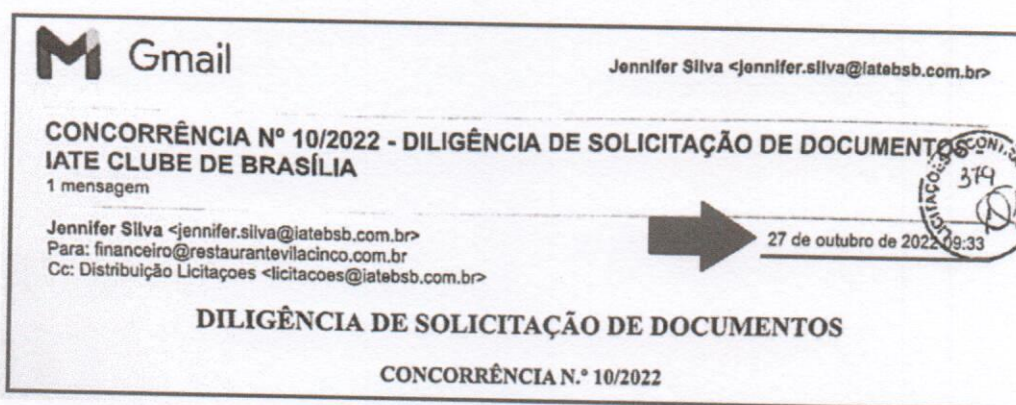 Gmail
Jennifer Silva <jennifer.silva@iatebsb.com.br>
CONCORRÊNCIA Nº 10/2022 - DILIGÊNCIA DE SOLICITAÇÃO DE DOCUMENTOS
IATE CLUBE DE BRASÍLIA
1 mensagem
379
Jennifer Silva <jennifer.silva@iatebsb.com.br>
27 de outubro de 2022 09:33
Para: financeiro@restaurantevilacinco.com.br
Cc: Distribuição Licitaçoes <licitacoes@iatebsb.com.br>
DILIGÊNCIA DE SOLICITAÇÃO DE DOCUMENTOS
CONCORRÊNCIA N.º 10/2022